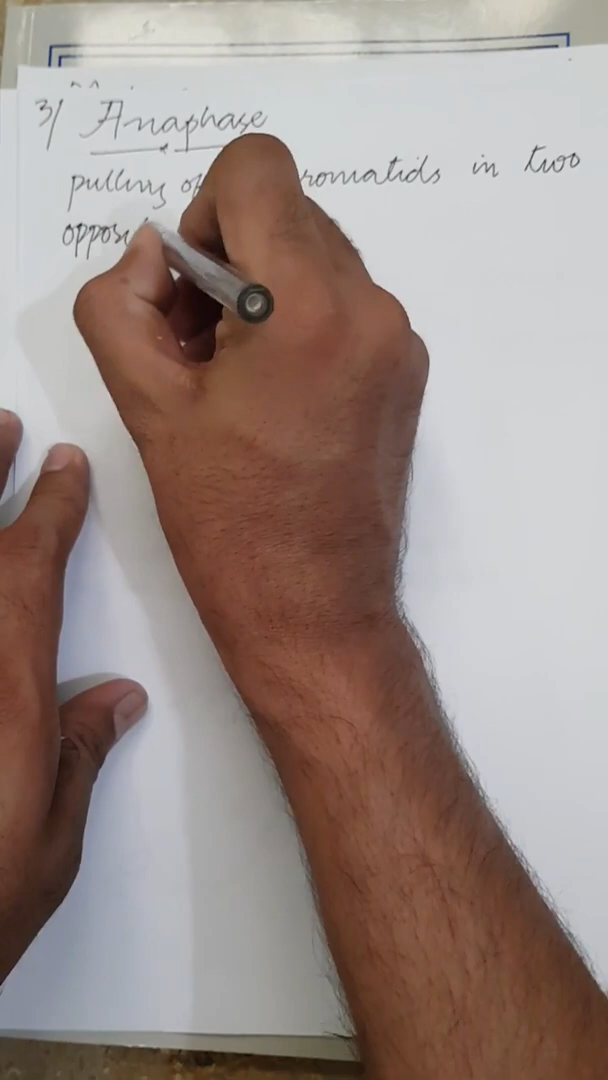 3) Anaphase
pulling of romatids in two
oppos